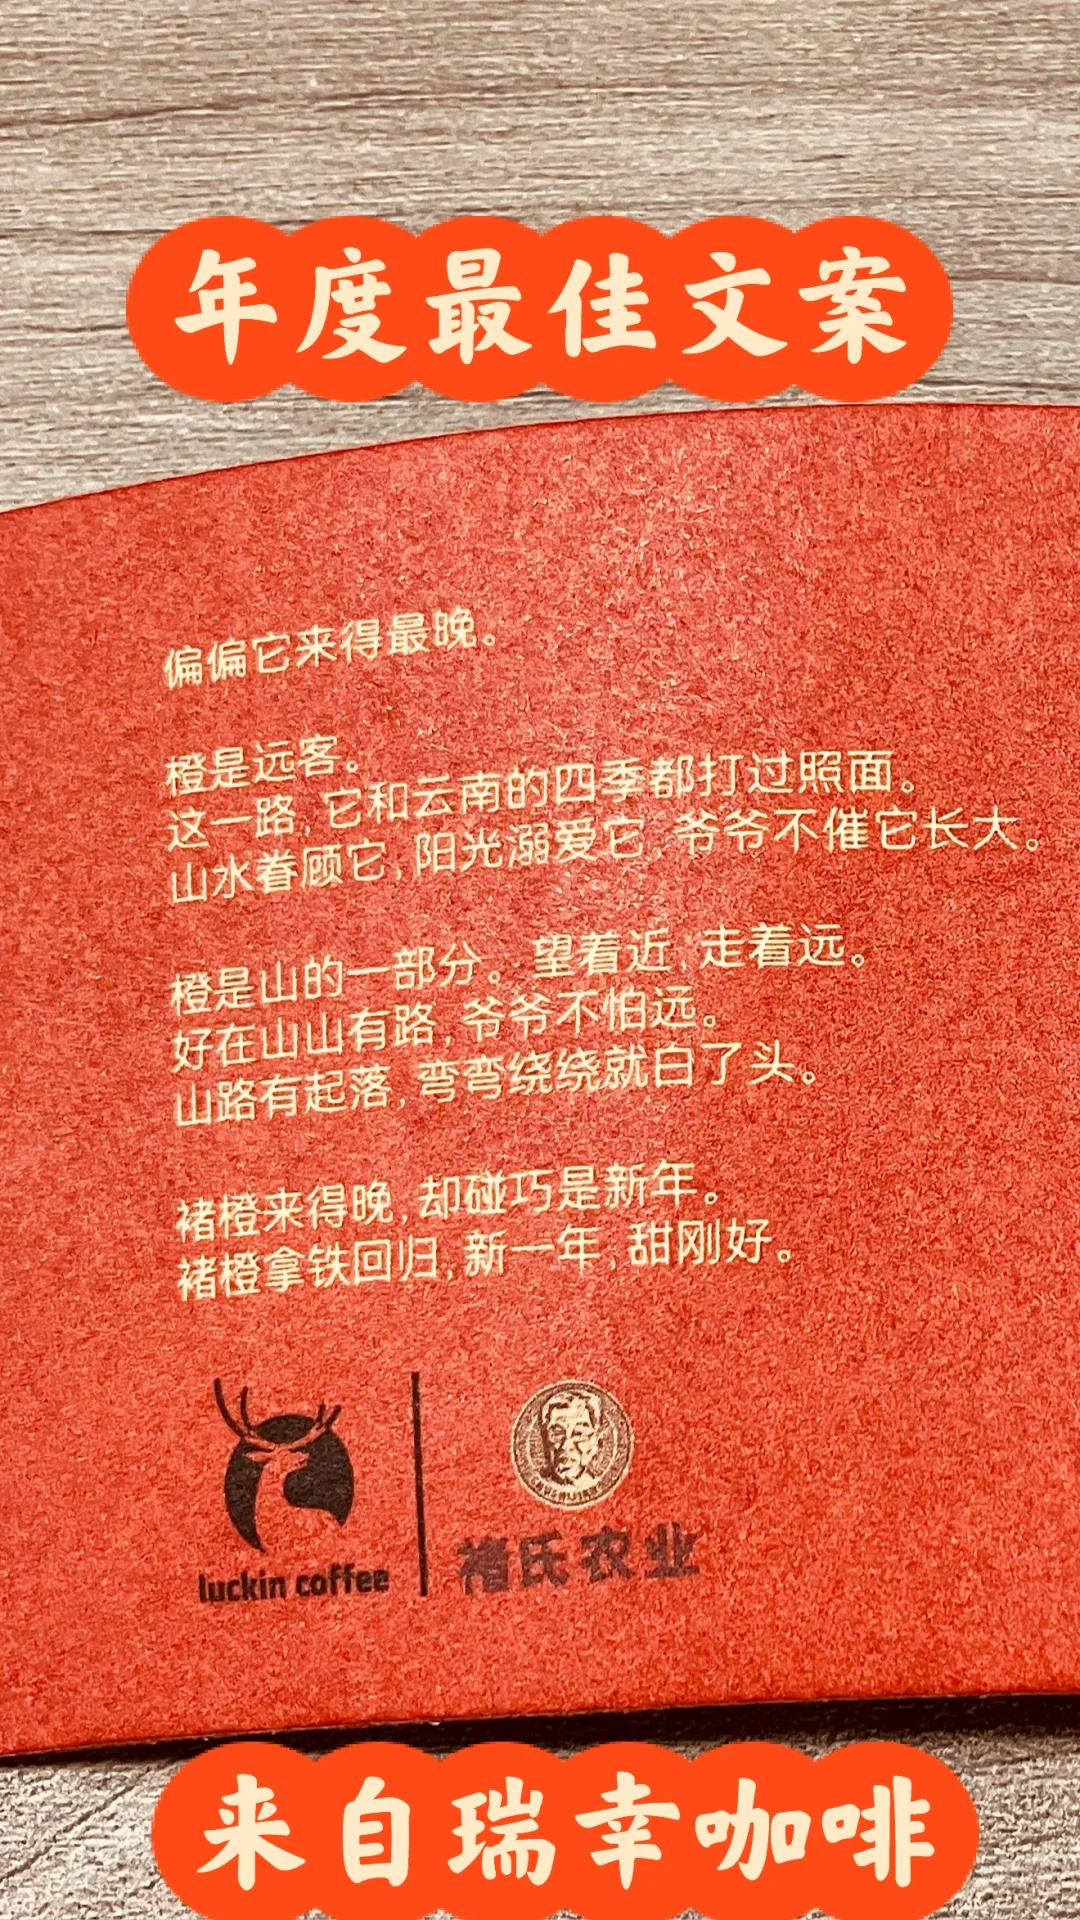 年度最佳文案
偏偏它来得最晚。
橙是远客。
这一路,它和云南的四季都打过照面。
山水眷顾它,阳光溺爱它,爷爷不催它长大。
橙是山的一部分。望着近,走着远。
好在山山有路,爷爷不怕远。
山路有起落,弯弯绕绕就白了头。
褚橙来得晚,却碰巧是新年。
褚橙拿铁回归,新一年,甜刚好。
luckin coffee
褚氏农业
来自瑞幸咖啡